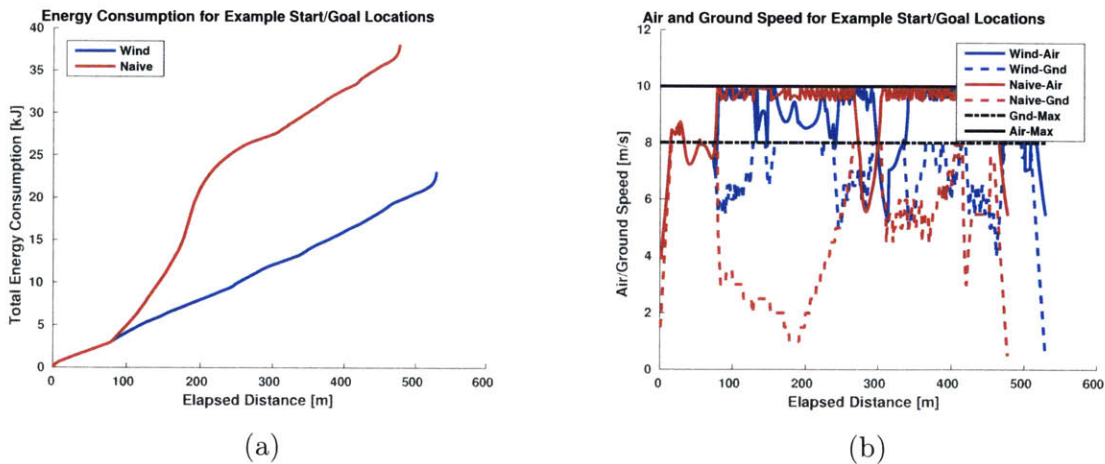 Energy Consumption for Example Start/Goal Locations
40
35
30
25
20
15
10
5
0
Total Energy Consumption [kJ]
Wind
Naive
0 100 200 300 400 500 600
Elapsed Distance [m]
(a)
Air and Ground Speed for Example Start/Goal Locations
12
10
8
6
4
2
0
Air/Ground Speed [m/s]
Wind-Air
Wind-Gnd
Naive-Air
Naive-Gnd
Gnd-Max
Air-Max
0 100 200 300 400 500 600
Elapsed Distance [m]
(b)